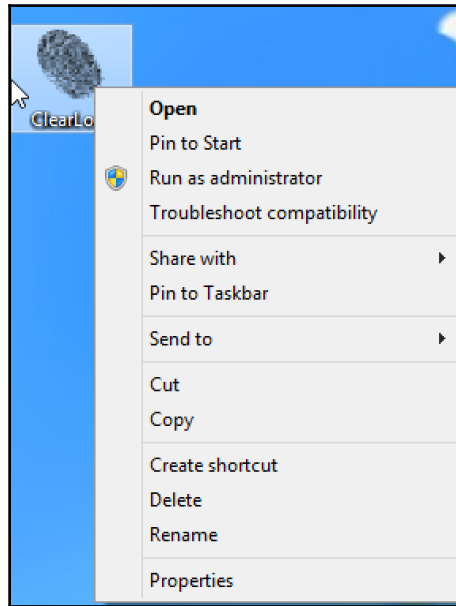 ClearLo
Open
Pin to Start
Run as administrator
Troubleshoot compatibility
Share with
Pin to Taskbar
Send to
Cut
Copy
Create shortcut
Delete
Rename
Properties